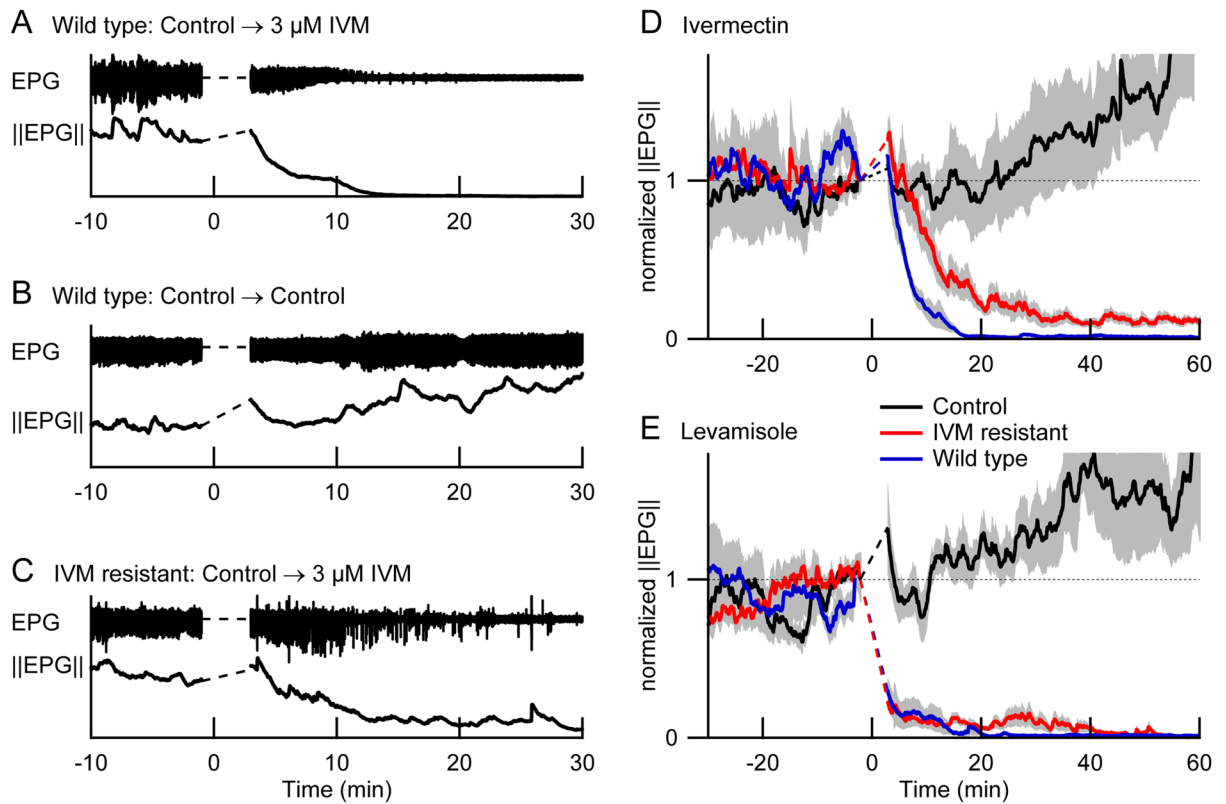 A Wild type: Control → 3 µM IVM
EPG
||EPG||
-10 0 10 20 30
B Wild type: Control → Control
EPG
||EPG||
-10 0 10 20 30
C IVM resistant: Control → 3 µM IVM
EPG
||EPG||
-10 0 10 20 30
Time (min)
D Ivermectin
normalized ||EPG||
1
0
-20 0 20 40 60
Control
IVM resistant
Wild type
E Levamisole
normalized ||EPG||
1
0
-20 0 20 40 60
Time (min)